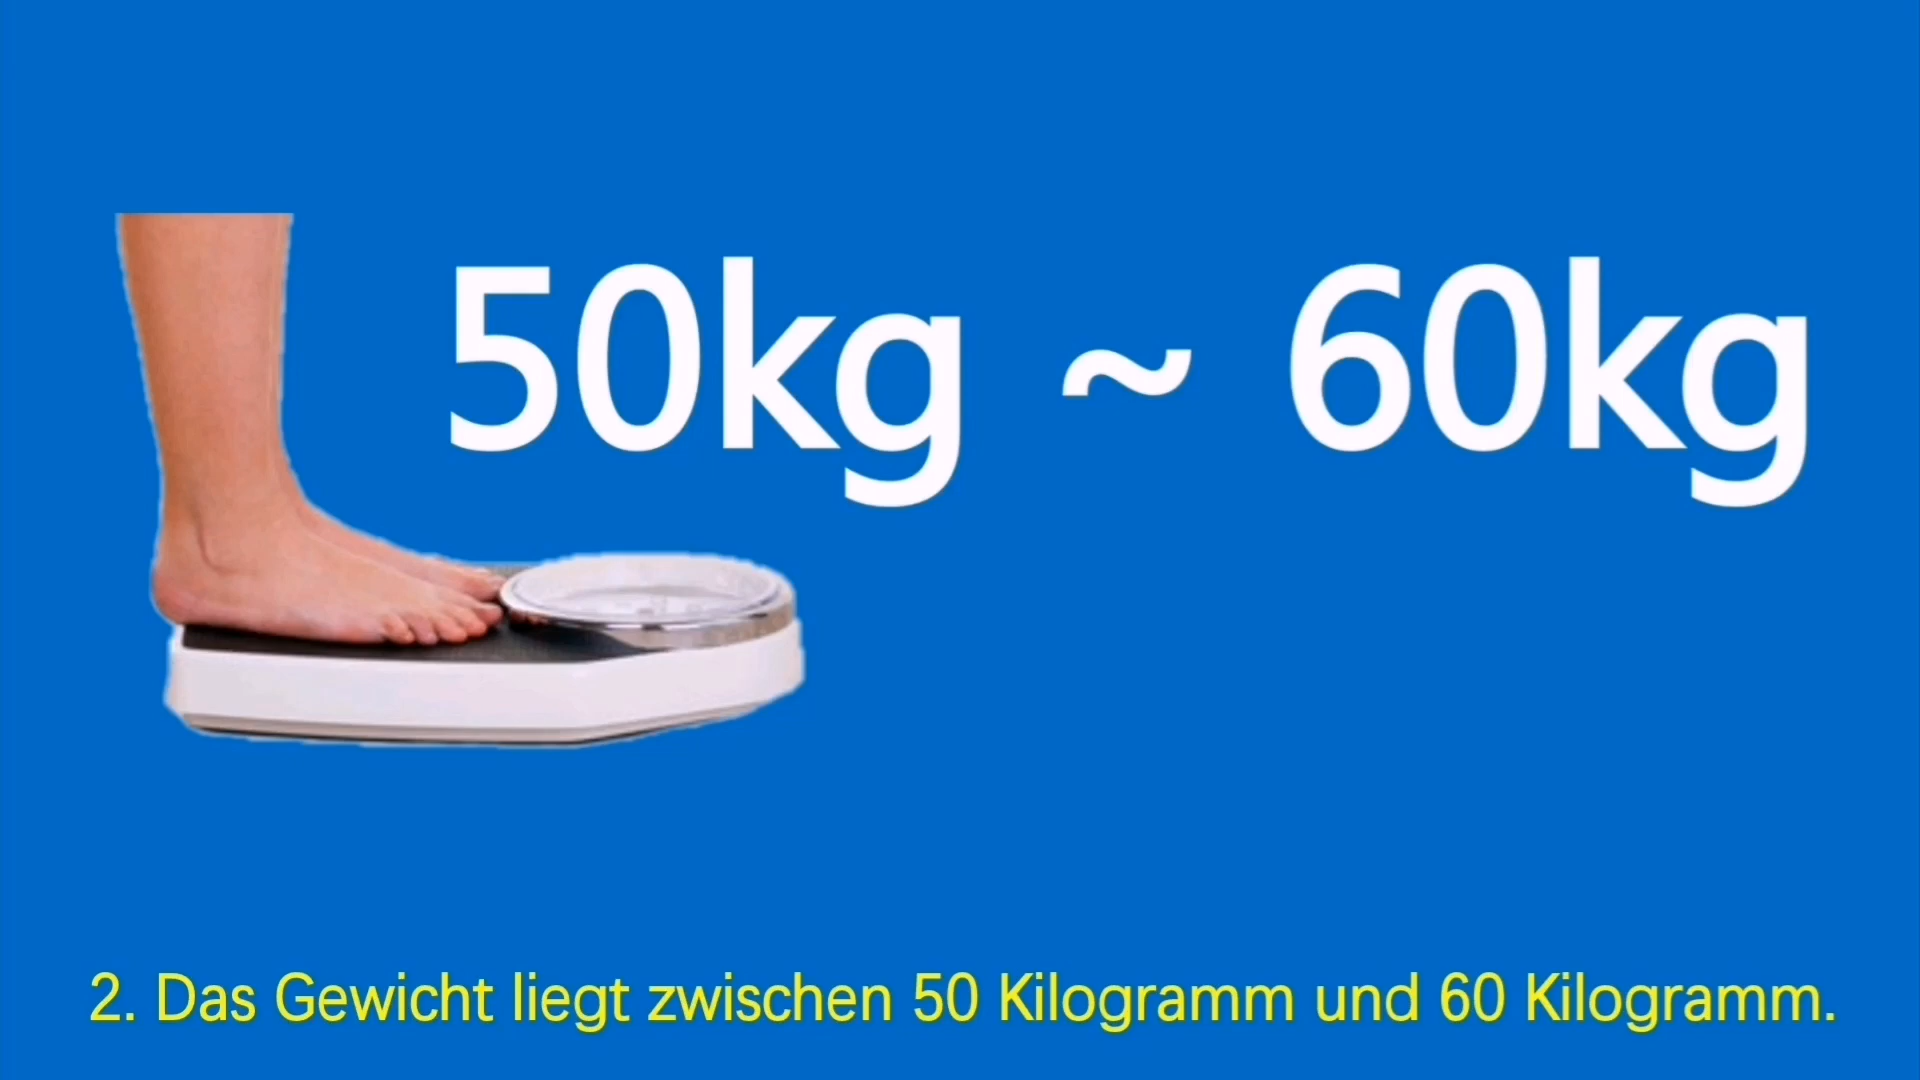 50kg ~ 60kg
2. Das Gewicht liegt zwischen 50 Kilogramm und 60 Kilogramm.